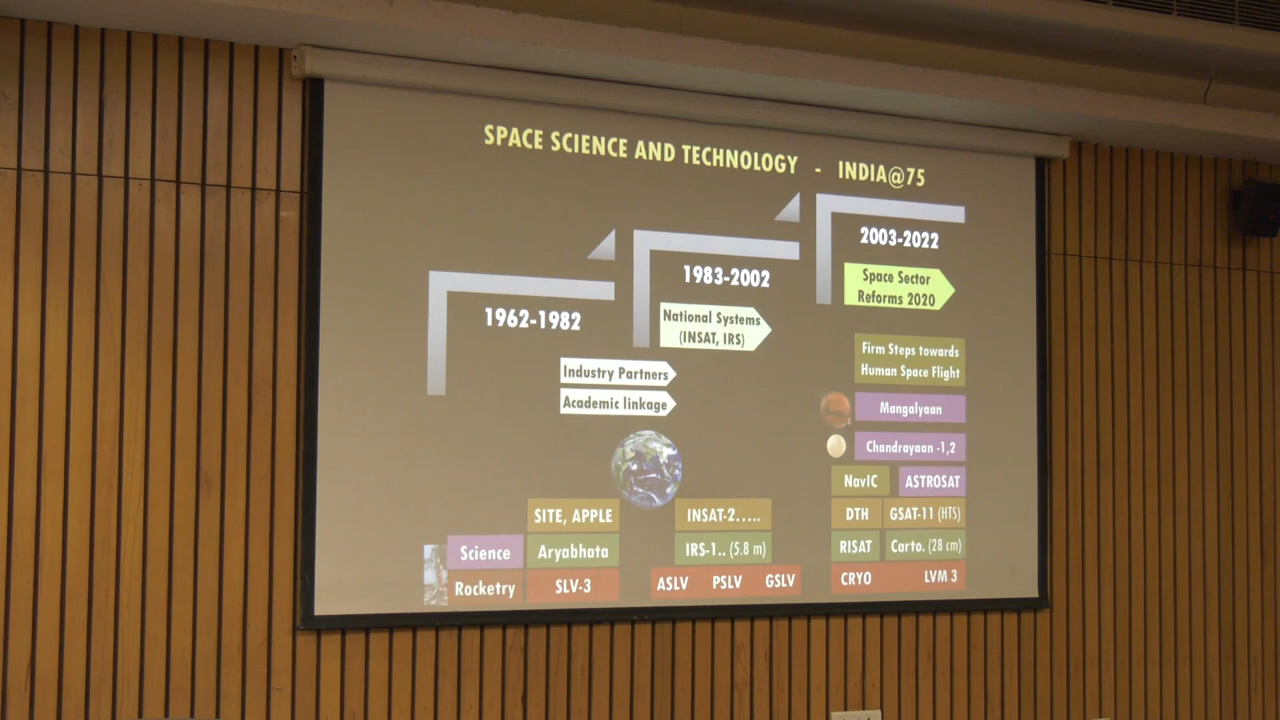 SPACE SCIENCE AND TECHNOLOGY - INDIA@75
1962-1982
Industry Partners
Academic linkage
SITE, APPLE
Science
Aryabhata
Rocketry
SLV-3
1983-2002
National Systems
(INSAT, IRS)
INSAT-2.....
IRS-1.. (5.8 m)
ASLV PSLV GSLV
2003-2022
Space Sector
Reforms 2020
Firm Steps towards
Human Space Flight
Mangalyaan
Chandrayaan -1,2
NavIC ASTROSAT
DTH GSAT-11 (HTS)
RISAT Carto. (28 cm)
CRYO LVM 3